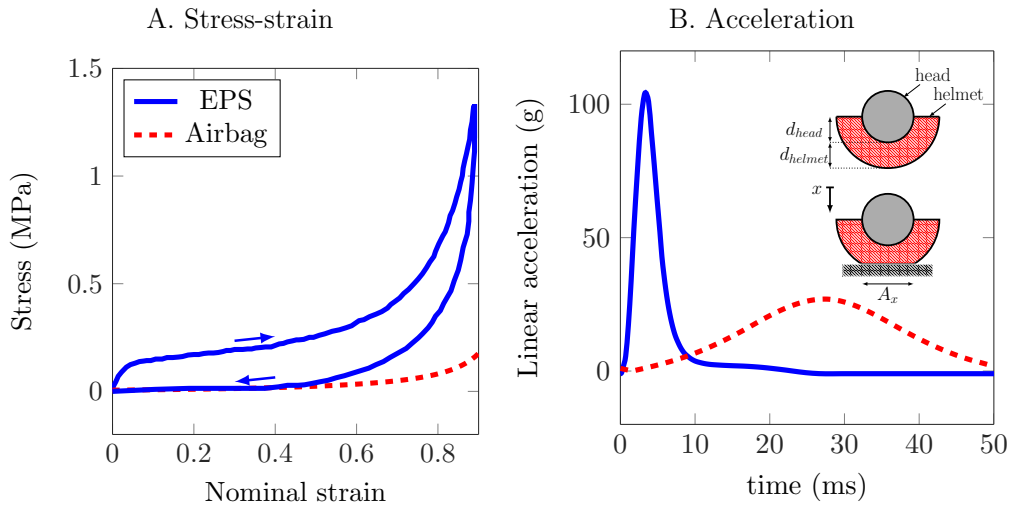 A. Stress-strain
Stress (MPa)
1.5
1
0.5
0
EPS
Airbag
0
0.2
0.4
0.6
0.8
Nominal strain
B. Acceleration
Linear acceleration (g)
100
50
0
head
helmet
d_head
d_helmet
x
A_x
0
10
20
30
40
50
time (ms)